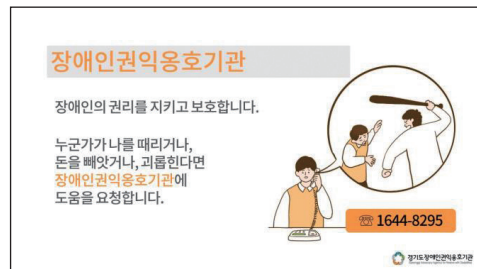 장애인권익옹호기관
장애인의 권리를 지키고 보호합니다.
누군가가 나를 때리거나,
돈을 빼앗거나, 괴롭힌다면
장애인권익옹호기관에
도움을 요청합니다.
☏ 1644-8295
경기도장애인권익옹호기관